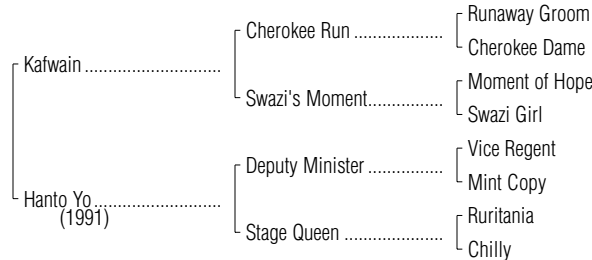 Runaway Groom
Cherokee Run ...................
Cherokee Dame
Kafwain .............................
Moment of Hope
Swazi's Moment................
Swazi Girl
Vice Regent
Deputy Minister ................
Mint Copy
Hanto Yo ...........................
(1991)
Ruritania
Stage Queen .....................
Chilly